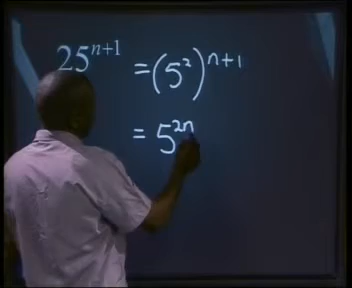 25^{n+1} = (5^2)^{n+1}
= 5^{2n}